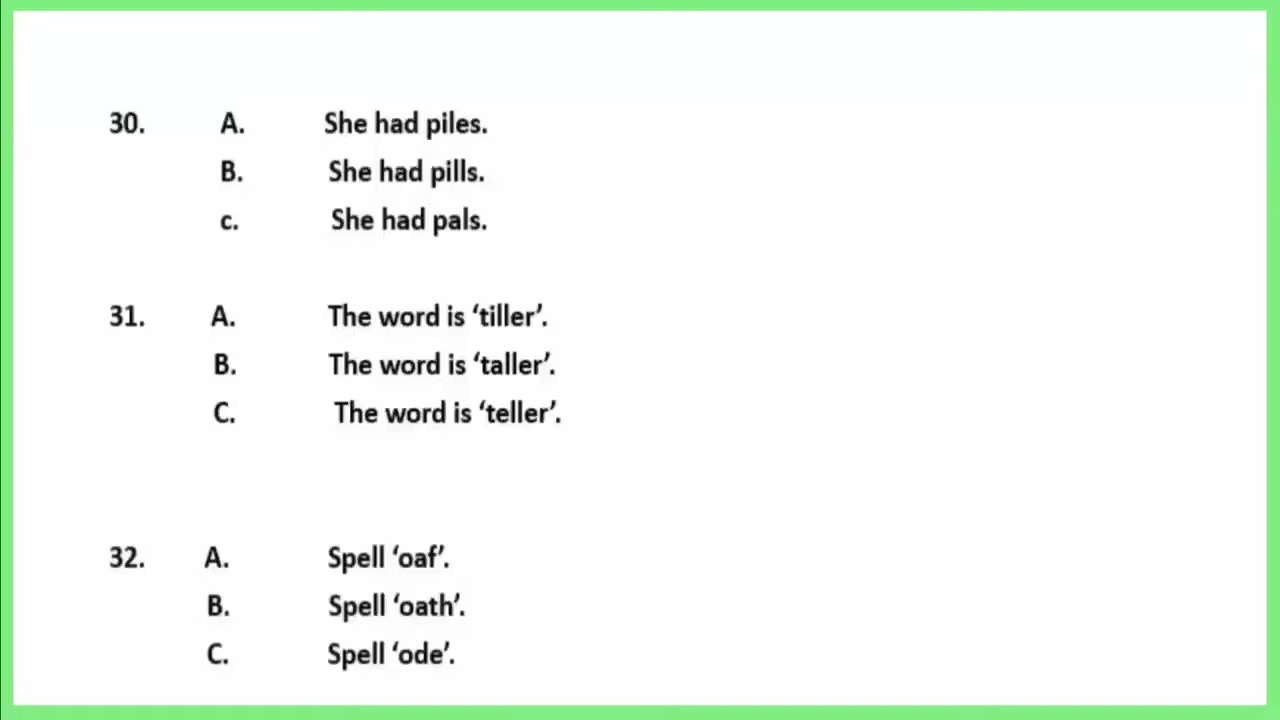 30. A. She had piles.
B. She had pills.
c. She had pals.
31. A. The word is ‘tiller’.
B. The word is ‘taller’.
C. The word is ‘teller’.
32. A. Spell ‘oaf’.
B. Spell ‘oath’.
C. Spell ‘ode’.